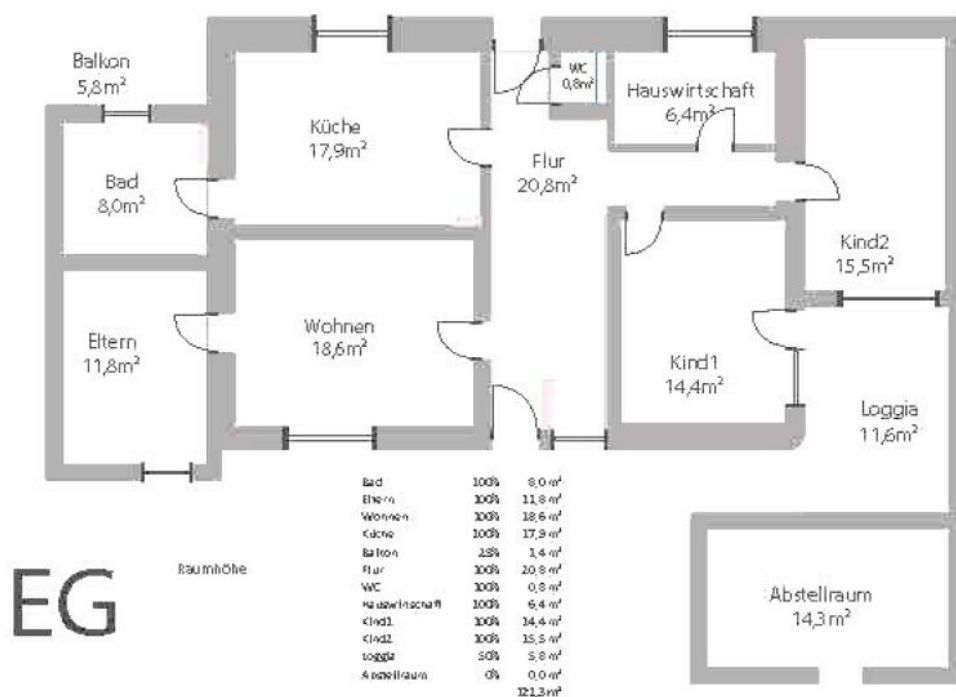 Balkon
5,8m²
WC
0,8m²
Hauswirtschaft
6,4m²
Küche
17,9m²
Flur
20,8m²
Bad
8,0m²
Kind2
15,5m²
Wohnen
18,6m²
Eltern
11,8m²
Kind1
14,4m²
Loggia
11,6m²
Bad 100% 8,0 m²
Eltern 100% 11,8 m²
Wohnen 100% 18,6 m²
Küche 100% 17,9 m²
Balkon 25% 1,4 m²
Flur 100% 20,8 m²
WC 100% 0,8 m²
Hauswirtschaft 100% 6,4 m²
Kind1 100% 14,4 m²
Kind2 100% 15,5 m²
Loggia 50% 5,8 m²
Abstellraum 0% 0,0 m²
121,3 m²
Raumhöhe
EG
Abstellraum
14,3m²